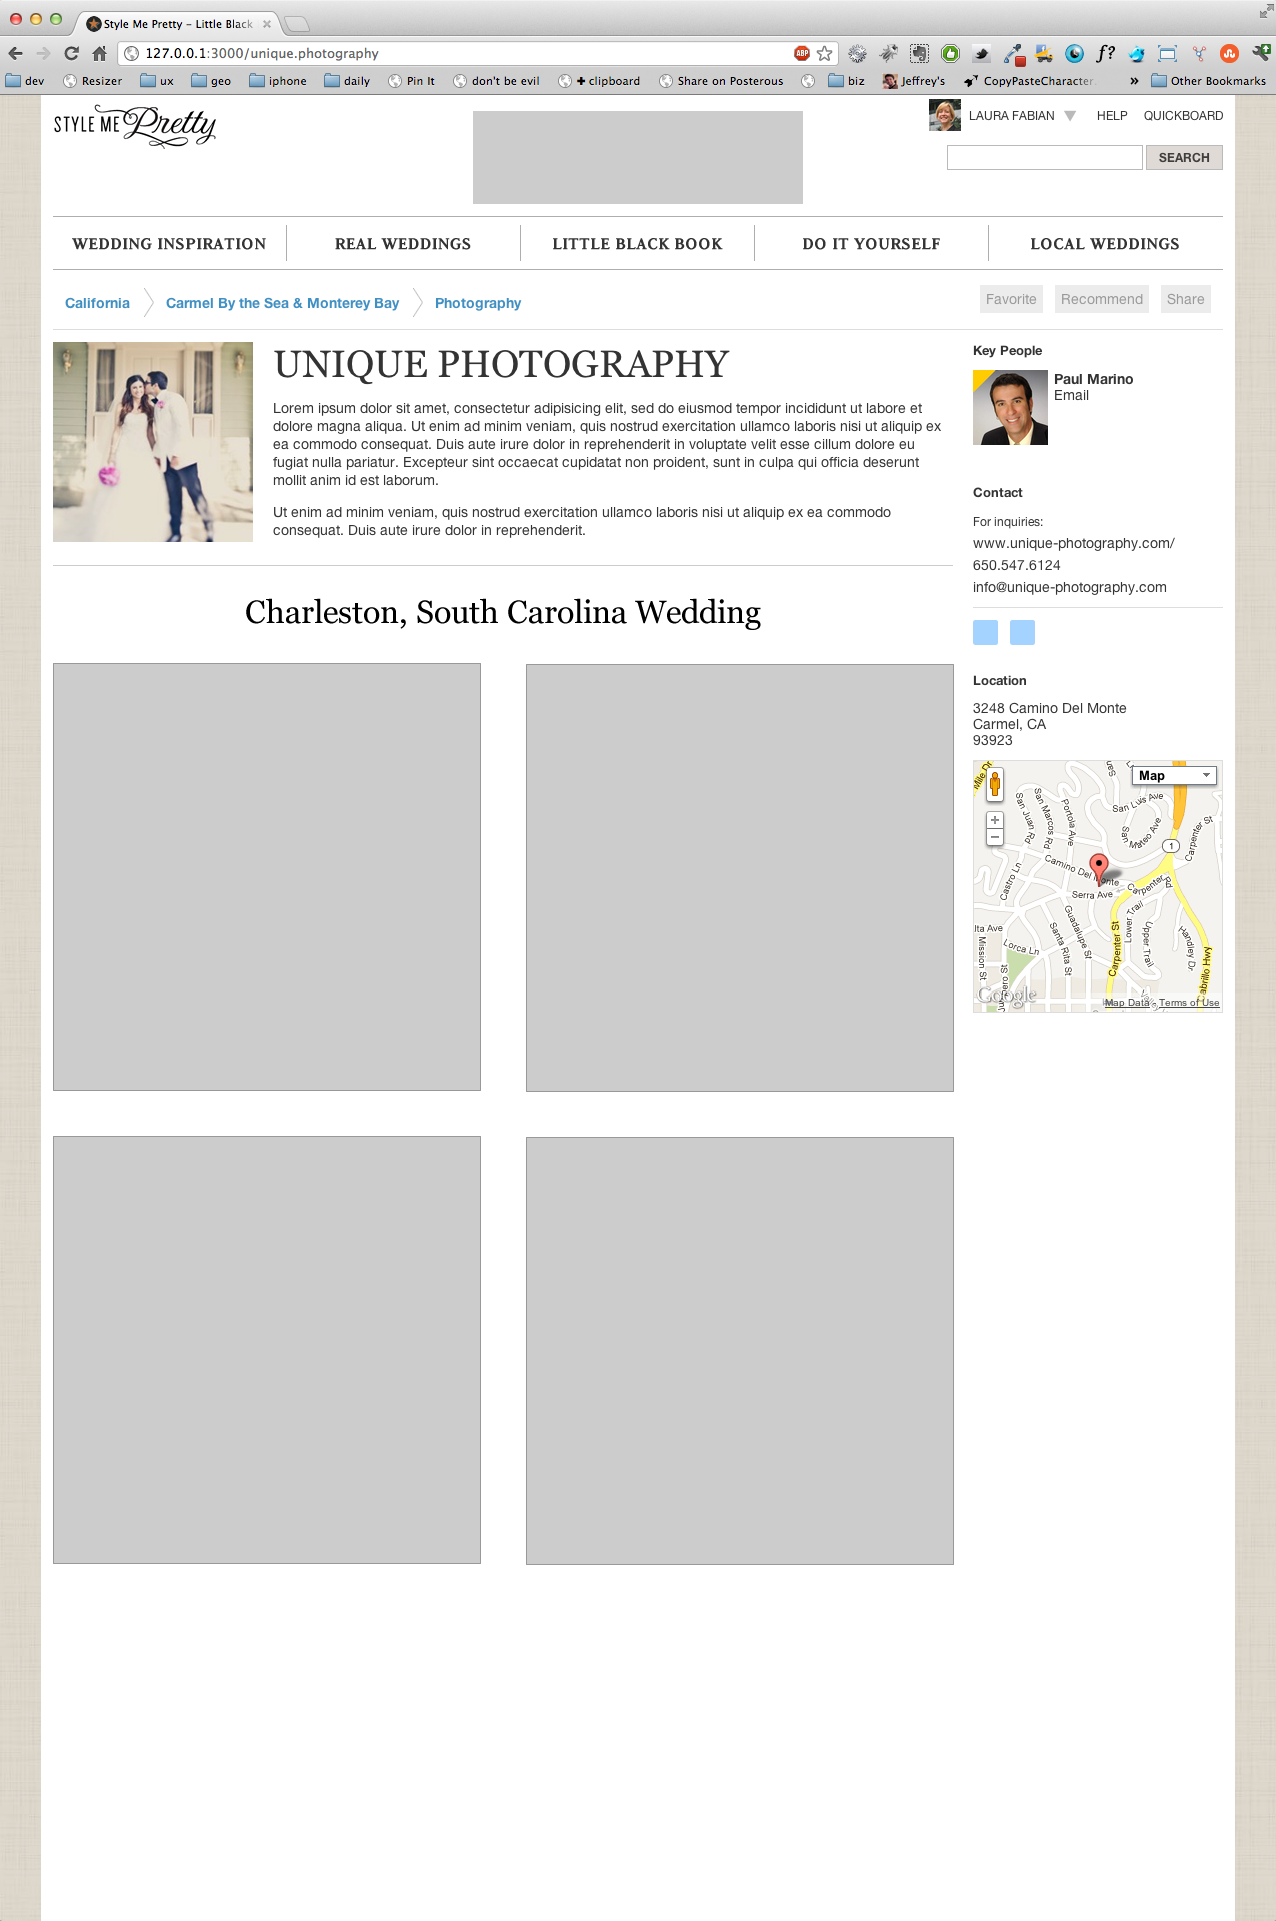 Style Me Pretty – Little Black
127.0.0.1:3000/unique.photography
dev
Resizer
ux
geo
iphone
daily
Pin It
don't be evil
✚ clipboard
Share on Posterous
biz
Jeffrey's
CopyPasteCharacter.
»
Other Bookmarks
STYLE ME Pretty
LAURA FABIAN
HELP
QUICKBOARD
SEARCH
WEDDING INSPIRATION
REAL WEDDINGS
LITTLE BLACK BOOK
DO IT YOURSELF
LOCAL WEDDINGS
California
Carmel By the Sea & Monterey Bay
Photography
Favorite
Recommend
Share
UNIQUE PHOTOGRAPHY
Lorem ipsum dolor sit amet, consectetur adipisicing elit, sed do eiusmod tempor incididunt ut labore et
dolore magna aliqua. Ut enim ad minim veniam, quis nostrud exercitation ullamco laboris nisi ut aliquip ex
ea commodo consequat. Duis aute irure dolor in reprehenderit in voluptate velit esse cillum dolore eu
fugiat nulla pariatur. Excepteur sint occaecat cupidatat non proident, sunt in culpa qui officia deserunt
mollit anim id est laborum.
Ut enim ad minim veniam, quis nostrud exercitation ullamco laboris nisi ut aliquip ex ea commodo
consequat. Duis aute irure dolor in reprehenderit.
Charleston, South Carolina Wedding
Key People
Paul Marino
Email
Contact
For inquiries:
www.unique-photography.com/
650.547.6124
info@unique-photography.com
Location
3248 Camino Del Monte
Carmel, CA
93923
Map
Mile Dr
San Luis Ave
San Juan Rd
San Marcos Rd
Portola Ave
San Mateo Ave
Carpenter St
1
Camino Del Monte
Castro Ln
Serra Ave
Carpenter Rd
Guadalupe St
Lower Trail
Upper Trail
lta Ave
Mission St
Lorca Ln
Santa Rita St
Carpenter St
Handley Dr
Cabrillo Hwy
Google
Map Data - Terms of Use